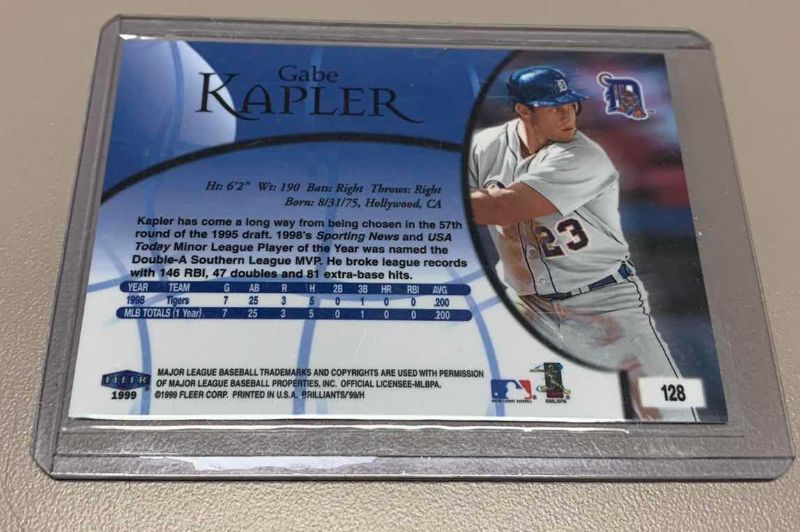 Gabe
KAPLER
Ht: 6'2" Wt: 190 Bats: Right Throws: Right
Born: 8/31/75, Hollywood, CA
Kapler has come a long way from being chosen in the 57th
round of the 1995 draft. 1998's Sporting News and USA
Today Minor League Player of the Year was named the
Double-A Southern League MVP. He broke league records
with 146 RBI, 47 doubles and 81 extra-base hits.
YEAR TEAM G AB R H 2B 3B HR RBI AVG
1998 Tigers 7 25 3 5 0 1 0 0 .200
MLB TOTALS (1 Year) 7 25 3 5 0 1 0 0 .200
23
FLEER
1999
MAJOR LEAGUE BASEBALL TRADEMARKS AND COPYRIGHTS ARE USED WITH PERMISSION
OF MAJOR LEAGUE BASEBALL PROPERTIES, INC. OFFICIAL LICENSEE-MLBPA.
©1999 FLEER CORP. PRINTED IN U.S.A. BRILLIANTS/'99/H
128